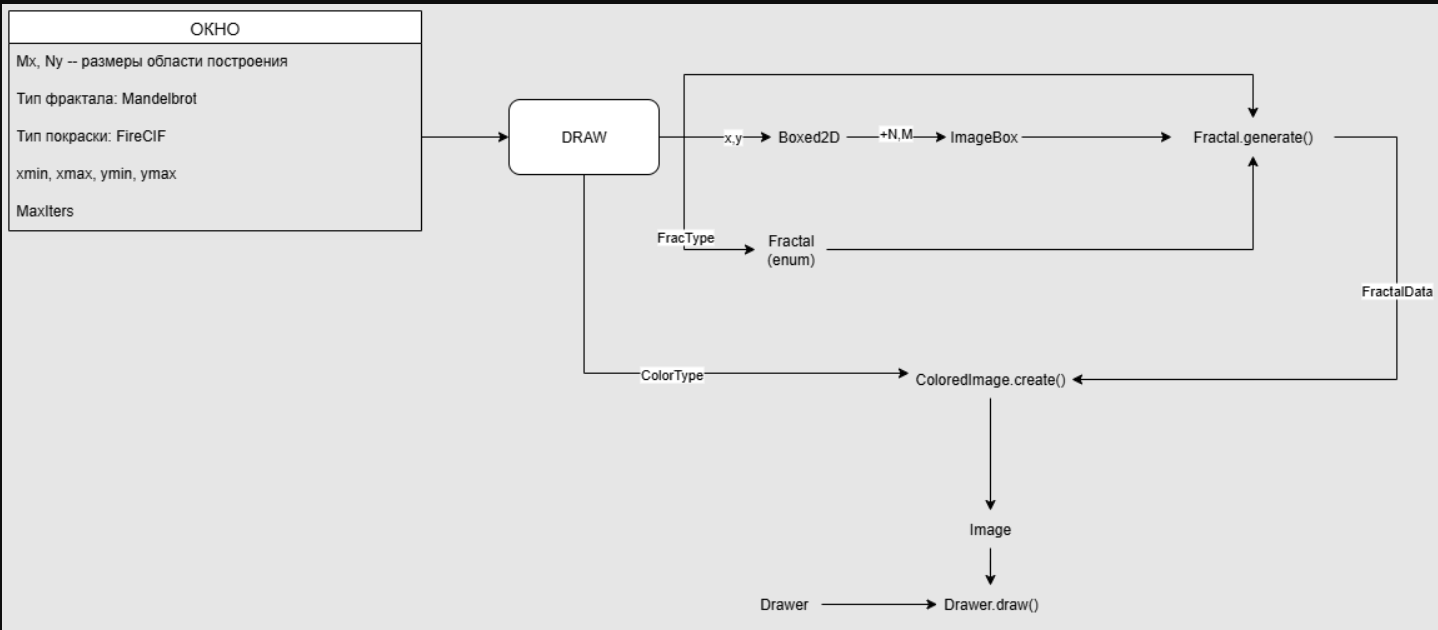 ОКНО
Mx, Ny -- размеры области построения
Тип фрактала: Mandelbrot
Тип покраски: FireCIF
xmin, xmax, ymin, ymax
MaxIters
DRAW
x,y
Boxed2D
+N,M
ImageBox
Fractal.generate()
FracType
Fractal
(enum)
FractalData
ColorType
ColoredImage.create()
Image
Drawer
Drawer.draw()